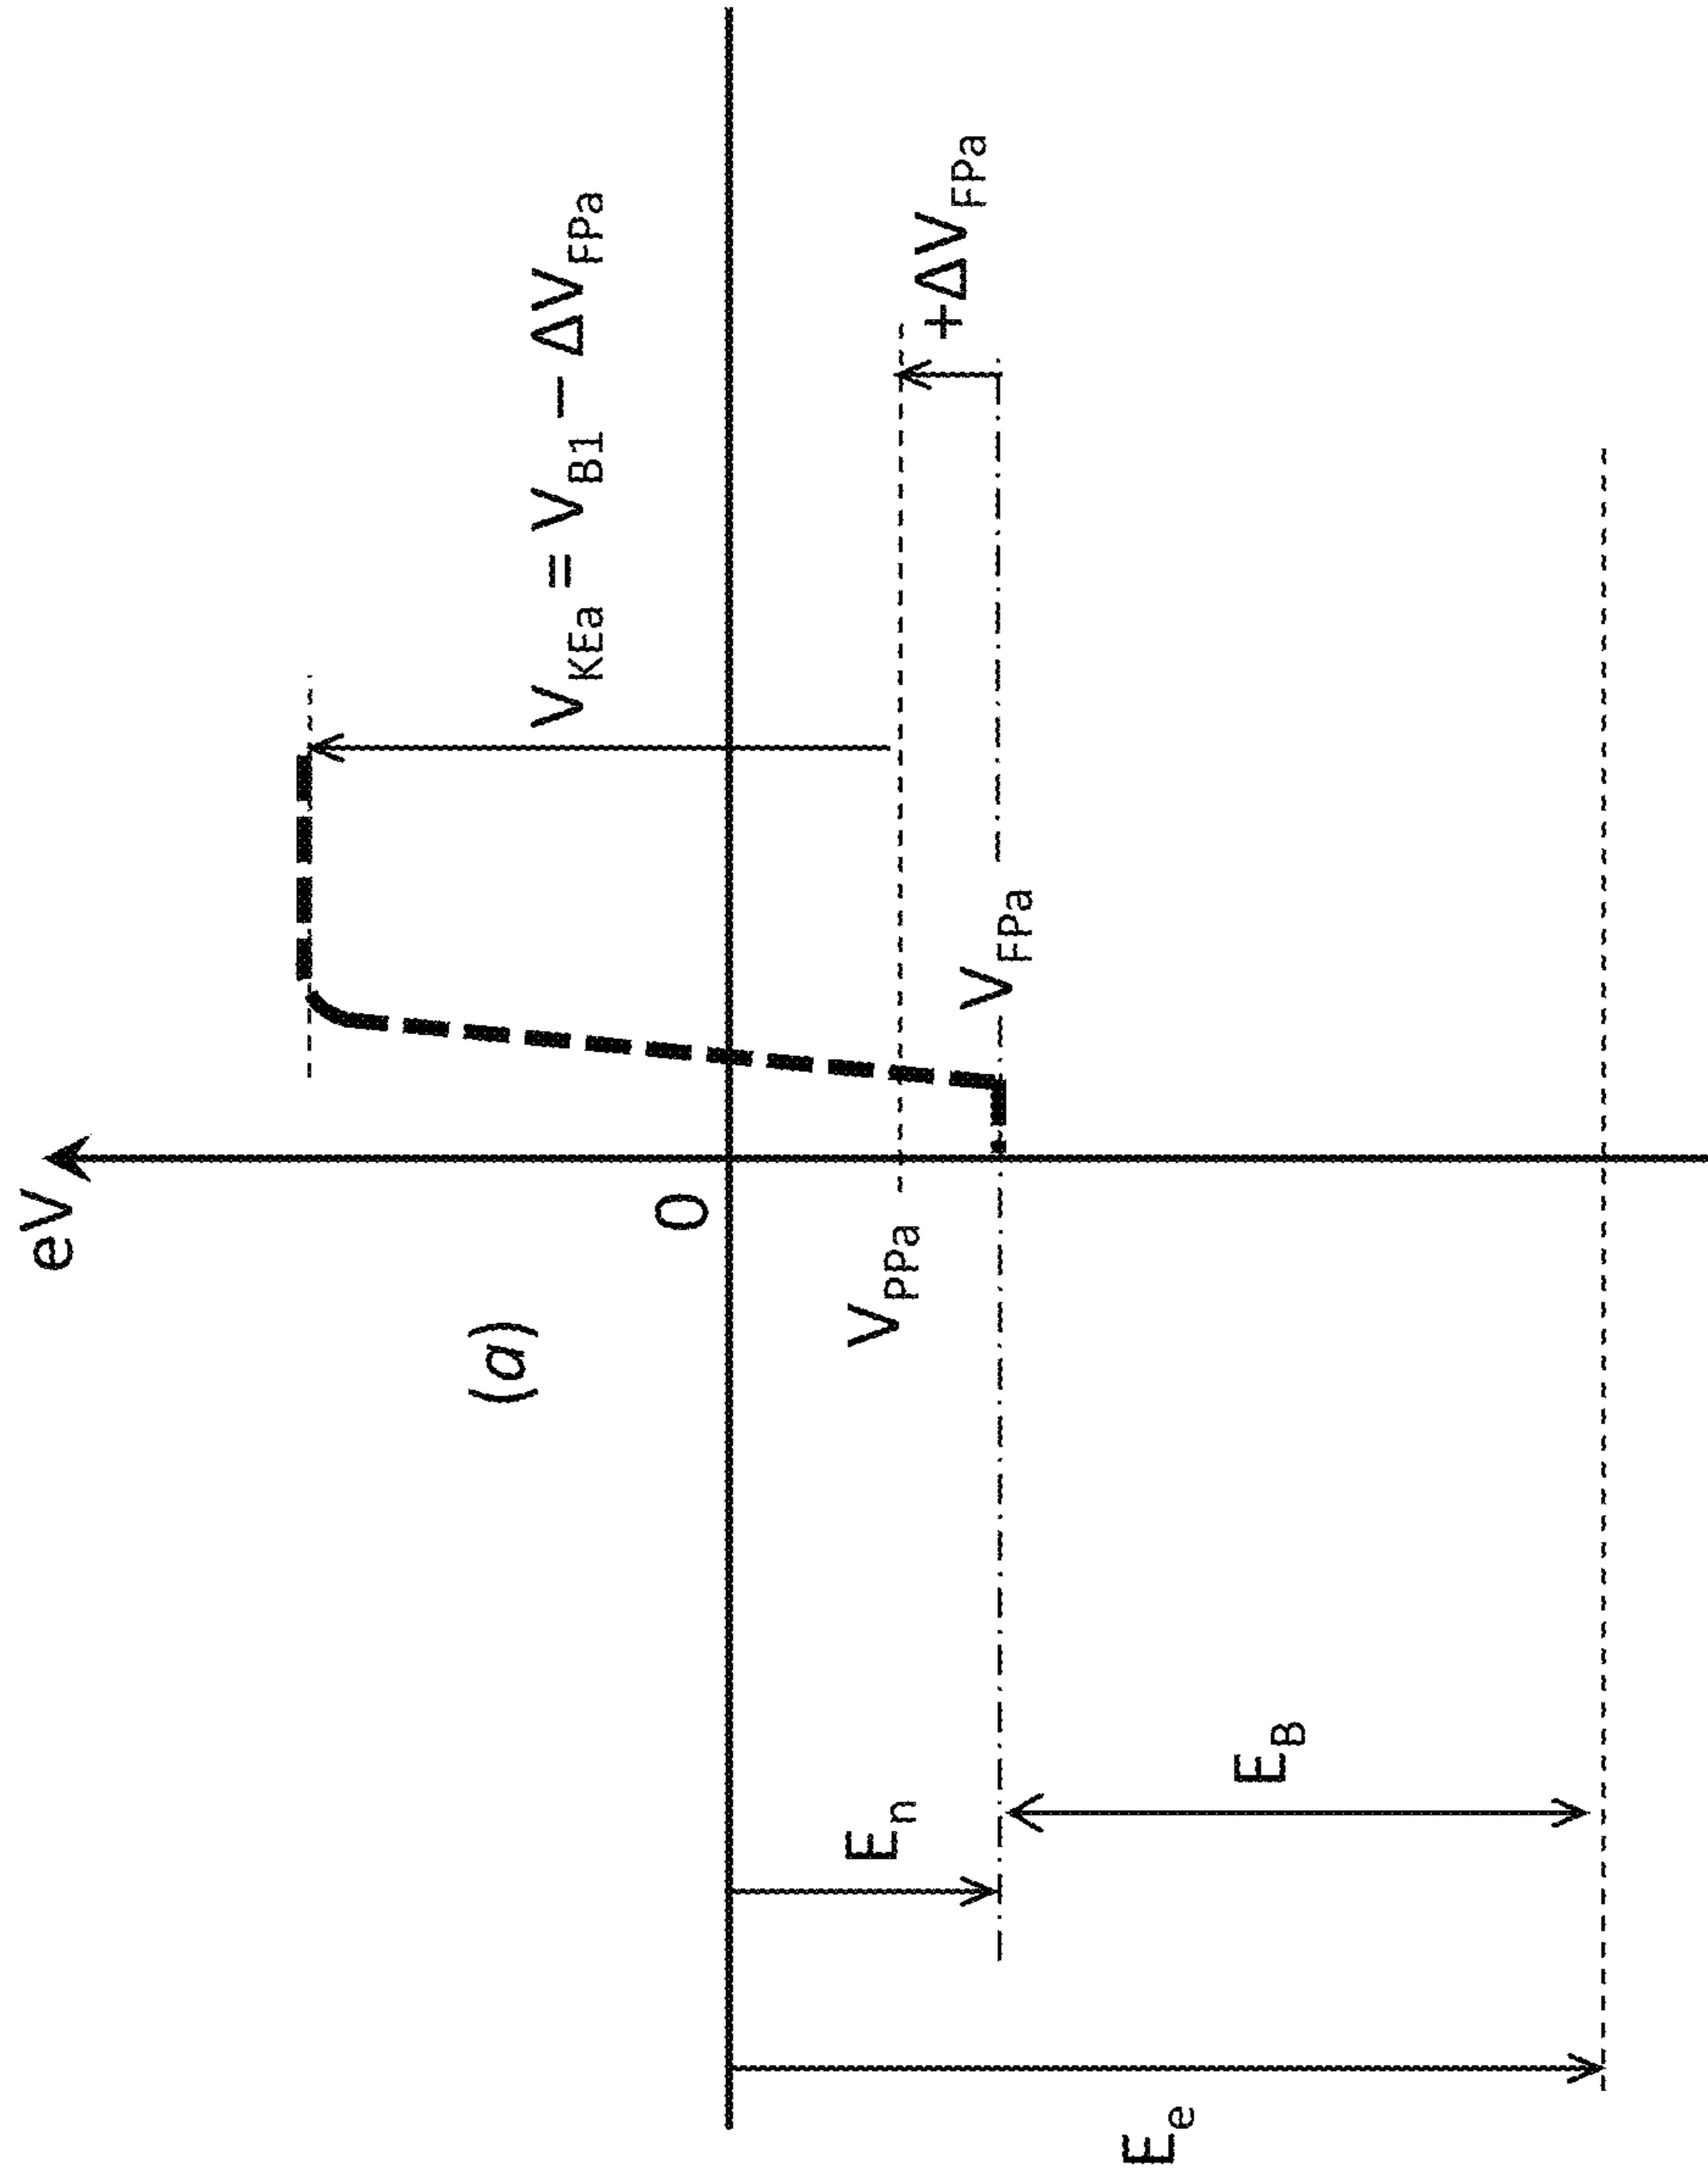 eV
(a)
0
V_KEa = V_B1 − ΔV_FPa
V_PPa
+ΔV_FPa
V_FPa
E_n
E_B
E_e